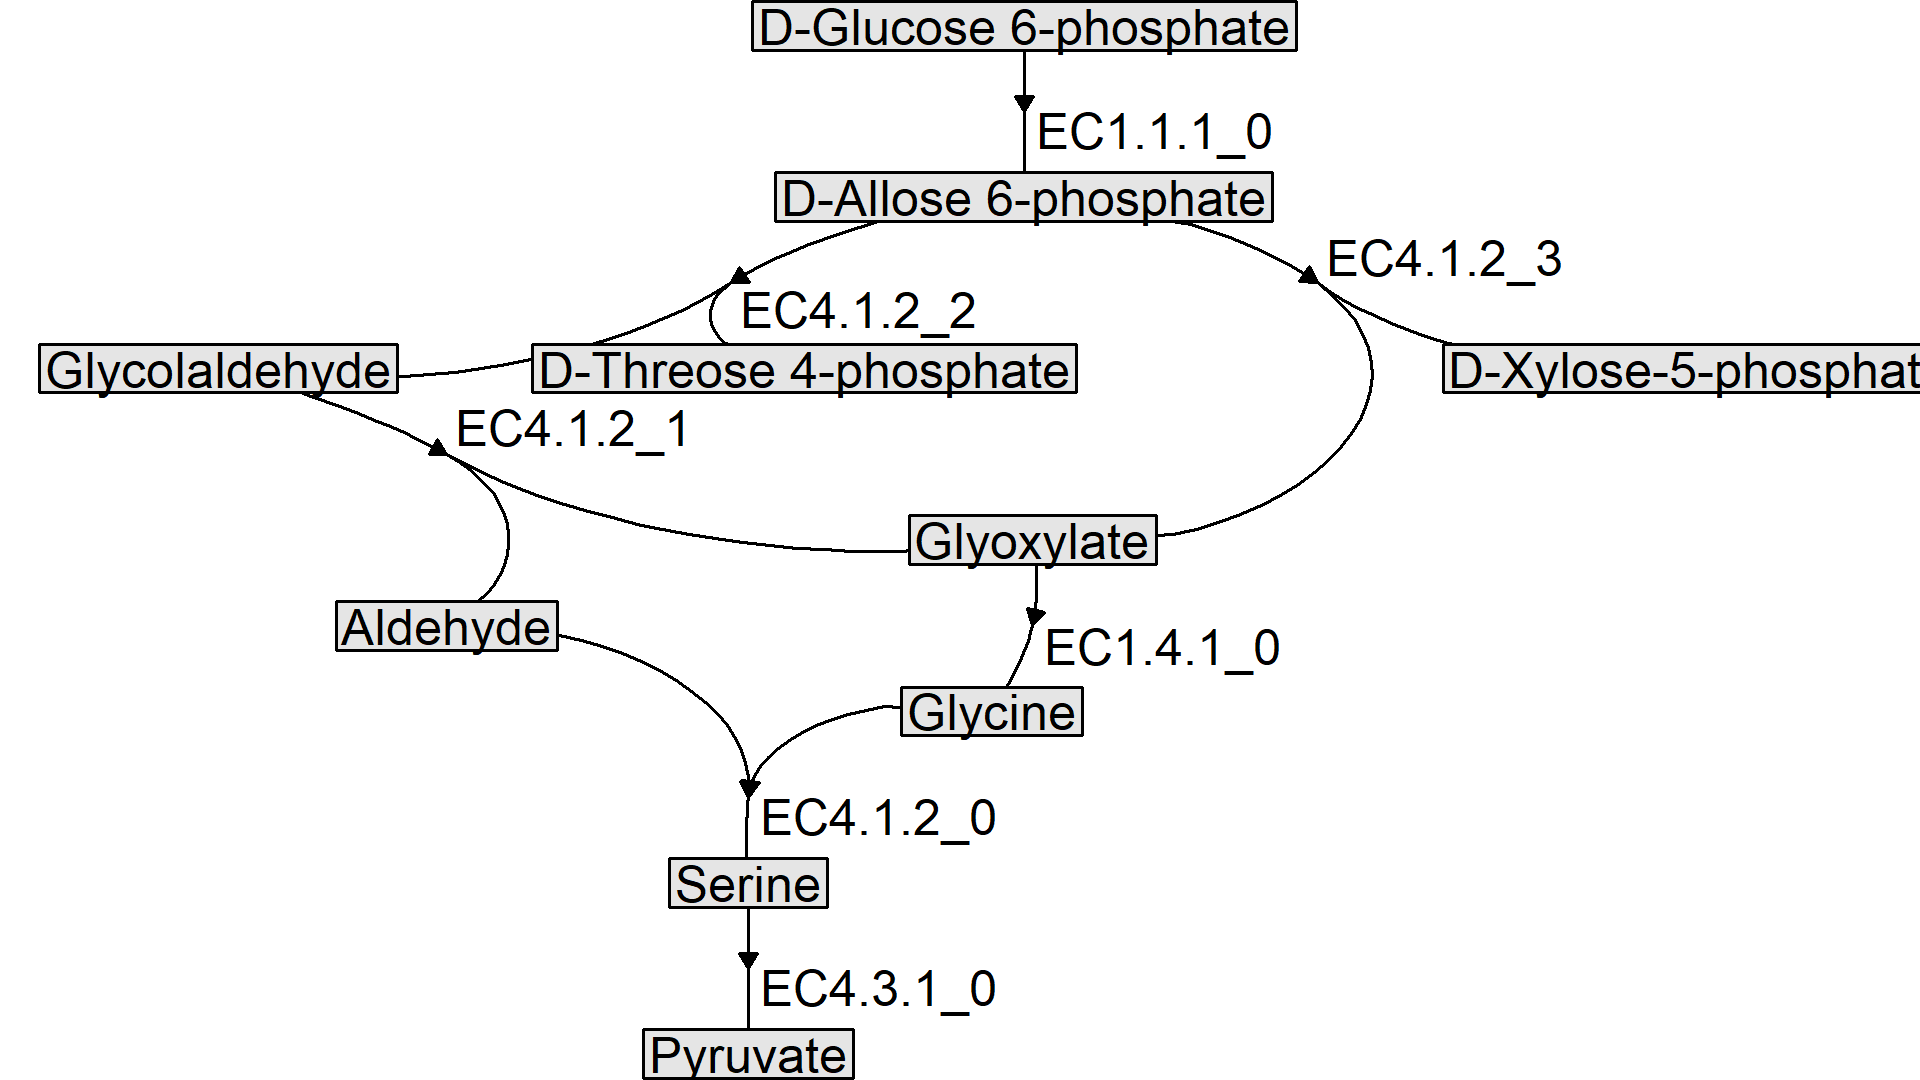 D-Glucose 6-phosphate
EC1.1.1_0
D-Allose 6-phosphate
EC4.1.2_3
EC4.1.2_2
Glycolaldehyde
D-Threose 4-phosphate
D-Xylose-5-phosphat
EC4.1.2_1
Glyoxylate
Aldehyde
EC1.4.1_0
Glycine
EC4.1.2_0
Serine
EC4.3.1_0
Pyruvate